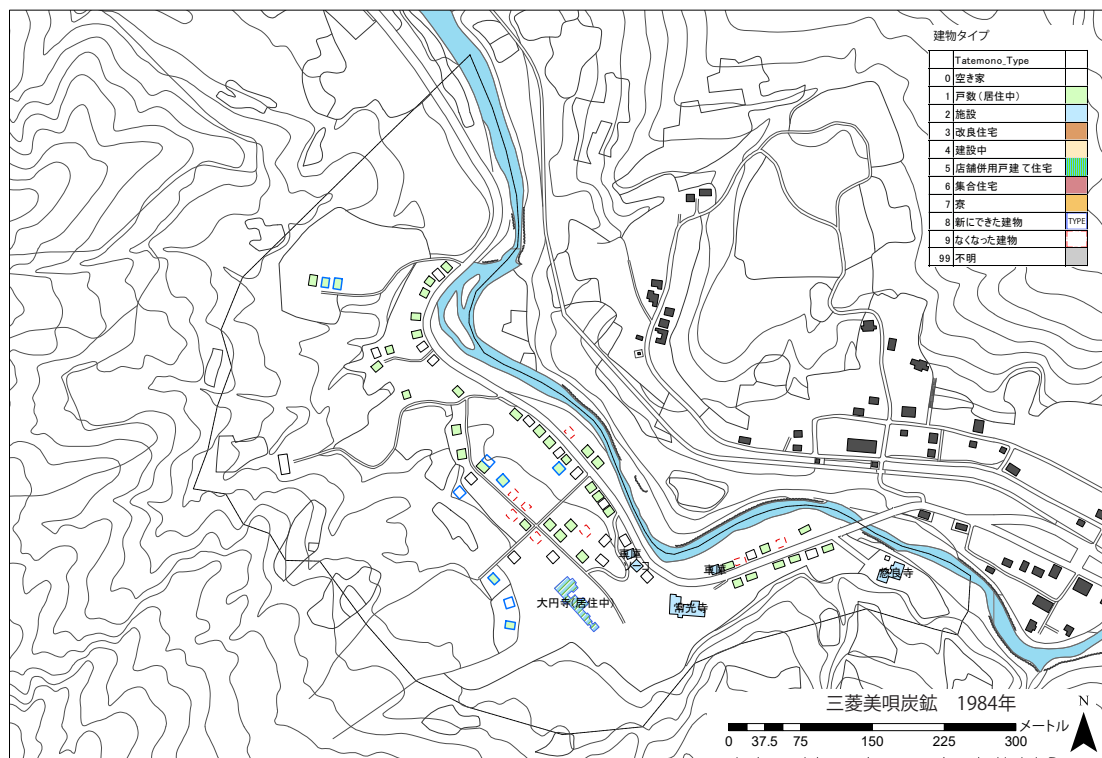 建物タイプ
Tatemono_Type
0 空き家
1 戸数(居住中)
2 施設
3 改良住宅
4 建設中
5 店舗併用戸建て住宅
6 集合住宅
7 寮
8 新にできた建物 TYPE
9 なくなった建物
99 不明
車庫
車庫
悠良寺
大円寺(居住中)
常光寺
三菱美唄炭鉱 1984年
N
メートル
0 37.5 75 150 225 300